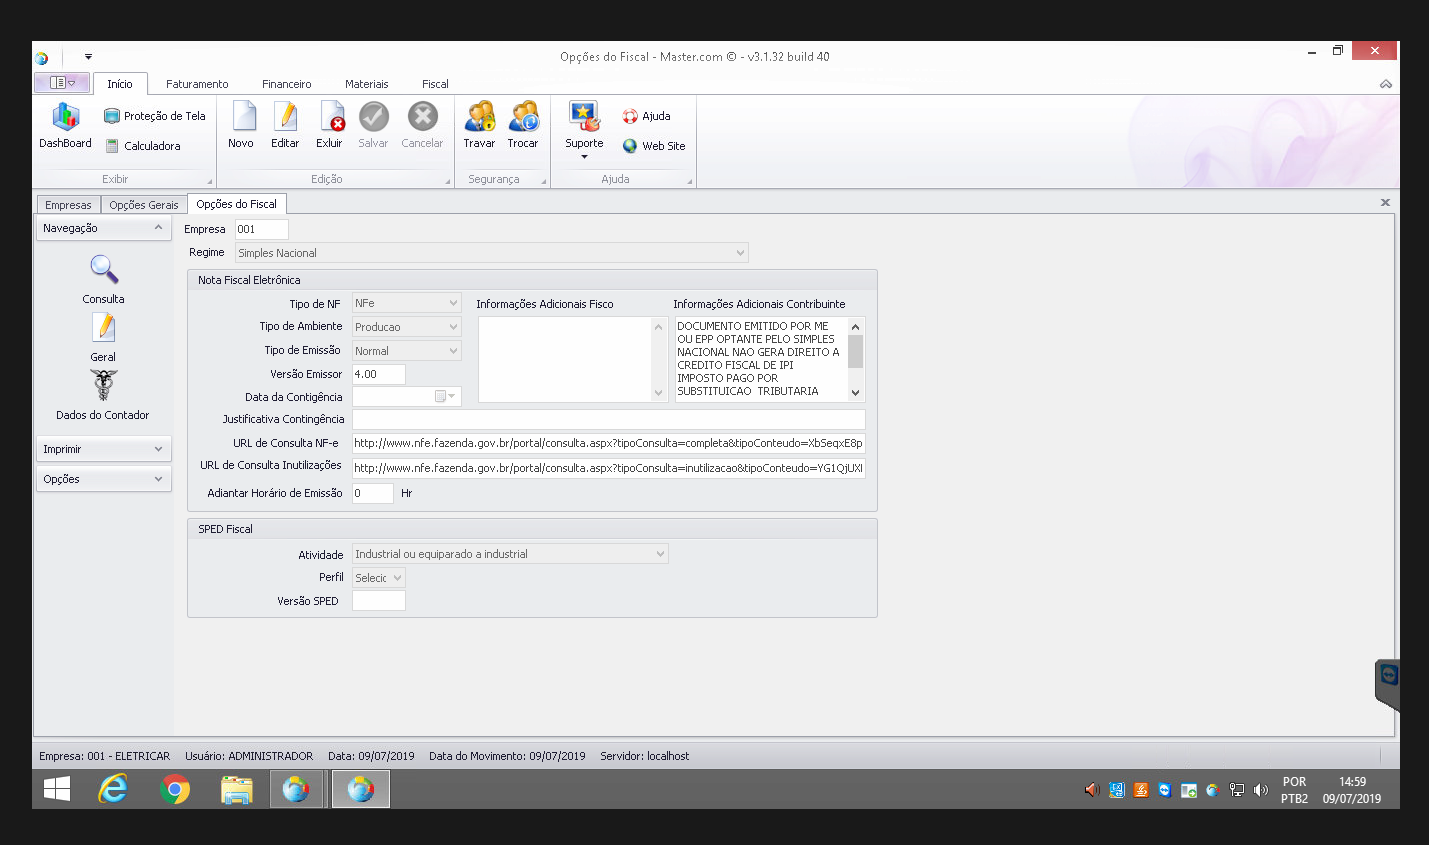 Opções do Fiscal - Master.com © - v3.1.32 build 40
Início Faturamento Financeiro Materiais Fiscal
DashBoard
Proteção de Tela
Calculadora
Exibir
Novo Editar Exluir Salvar Cancelar
Edição
Travar Trocar
Segurança
Suporte
Ajuda
Web Site
Ajuda
Empresas Opções Gerais Opções do Fiscal
Navegação
Consulta
Geral
Dados do Contador
Imprimir
Opções
Empresa 001
Regime Simples Nacional
Nota Fiscal Eletrônica
Tipo de NF NFe
Tipo de Ambiente Producao
Tipo de Emissão Normal
Versão Emissor 4.00
Data da Contigência
Informações Adicionais Fisco
Informações Adicionais Contribuinte
DOCUMENTO EMITIDO POR ME
OU EPP OPTANTE PELO SIMPLES
NACIONAL NAO GERA DIREITO A
CREDITO FISCAL DE IPI
IMPOSTO PAGO POR
SUBSTITUICAO TRIBUTARIA
Justificativa Contingência
URL de Consulta NF-e http://www.nfe.fazenda.gov.br/portal/consulta.aspx?tipoConsulta=completa&tipoConteudo=XbSeqxE8p
URL de Consulta Inutilizações http://www.nfe.fazenda.gov.br/portal/consulta.aspx?tipoConsulta=inutilizacao&tipoConteudo=YG1QjUXI
Adiantar Horário de Emissão 0 Hr
SPED Fiscal
Atividade Industrial ou equiparado a industrial
Perfil Selecic
Versão SPED
Empresa: 001 - ELETRICAR Usuário: ADMINISTRADOR Data: 09/07/2019 Data do Movimento: 09/07/2019 Servidor: localhost
POR 14:59
PTB2 09/07/2019